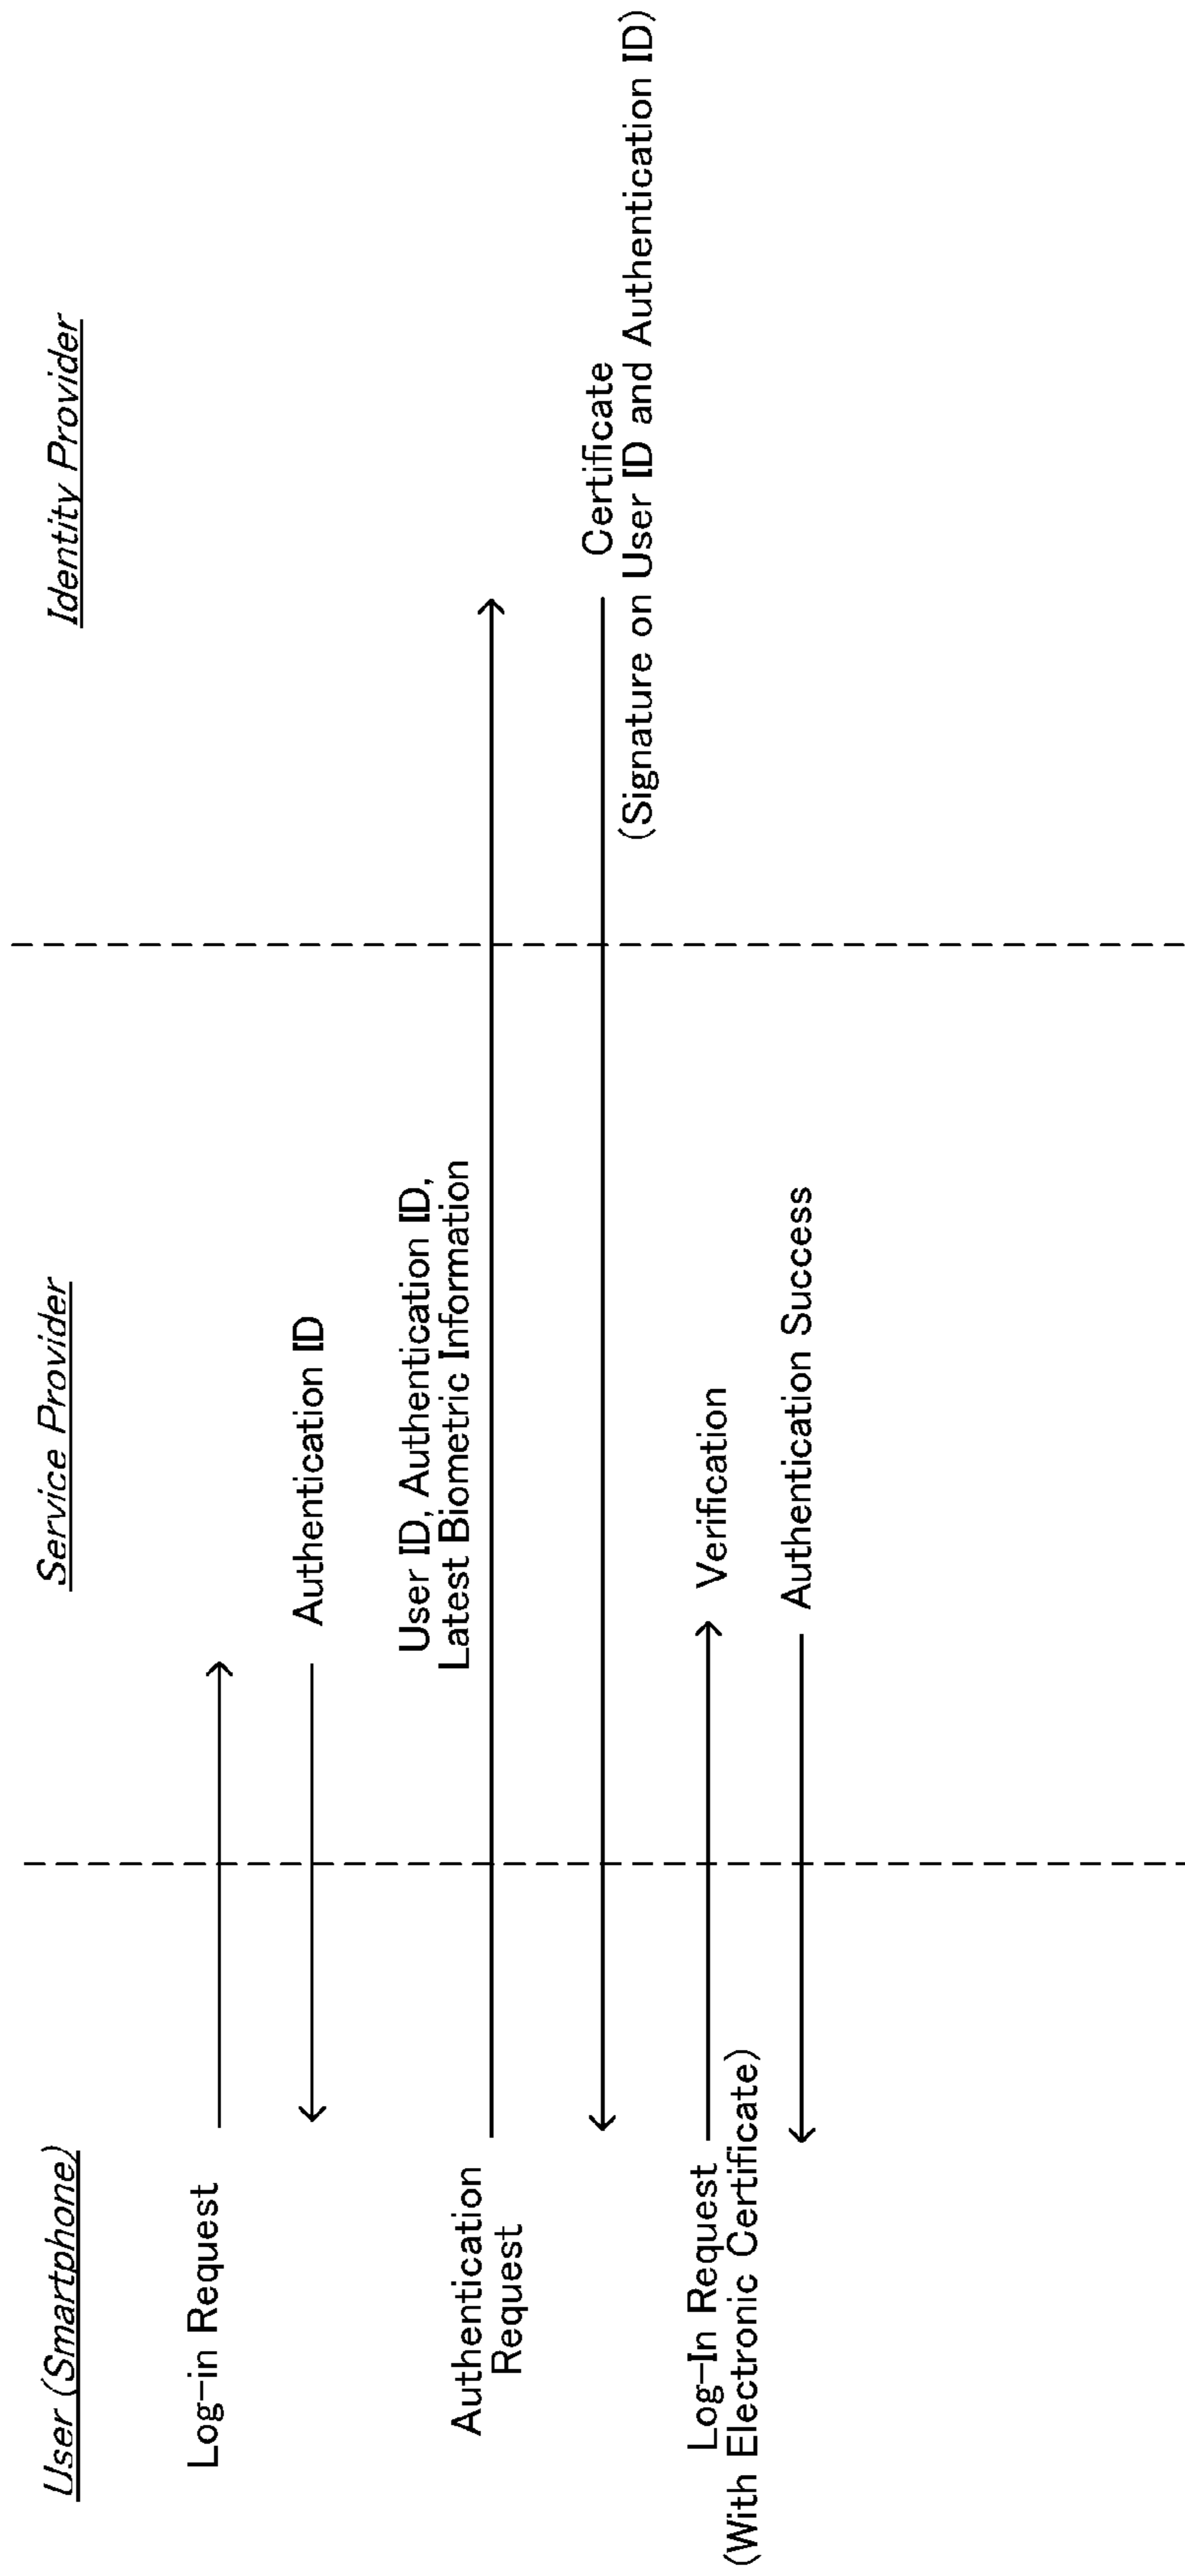 User (Smartphone)
Service Provider
Identity Provider
Log-in Request
Authentication ID
User ID, Authentication ID,
Latest Biometric Information
Authentication
Request
Certificate
(Signature on User ID and Authentication ID)
Log-In Request
(With Electronic Certificate)
Verification
Authentication Success